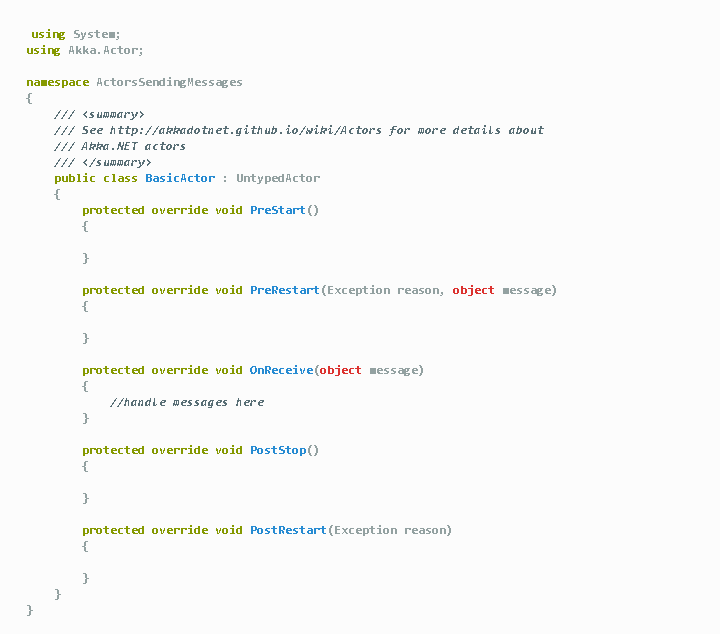 using System;
using Akka.Actor;

namespace ActorsSendingMessages
{
    /// <summary>
    /// See http://akkadotnet.github.io/wiki/Actors for more details about
    /// Akka.NET actors
    /// </summary>
    public class BasicActor : UntypedActor
    {
        protected override void PreStart()
        {

        }

        protected override void PreRestart(Exception reason, object message)
        {

        }

        protected override void OnReceive(object message)
        {
            //handle messages here
        }

        protected override void PostStop()
        {

        }

        protected override void PostRestart(Exception reason)
        {

        }
    }
}